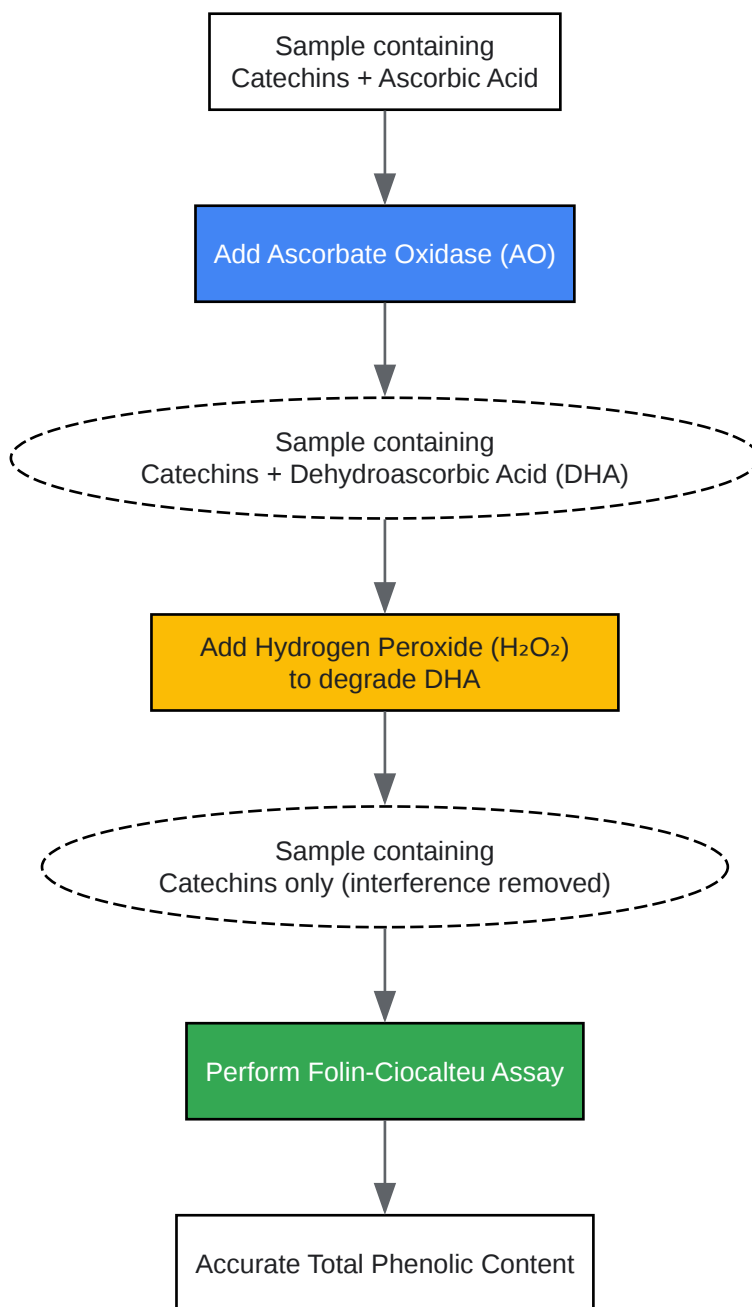 Sample containing
Catechins + Ascorbic Acid
Add Ascorbate Oxidase (AO)
Sample containing
Catechins + Dehydroascorbic Acid (DHA)
Add Hydrogen Peroxide (H₂O₂)
to degrade DHA
Sample containing
Catechins only (interference removed)
Perform Folin-Ciocalteu Assay
Accurate Total Phenolic Content